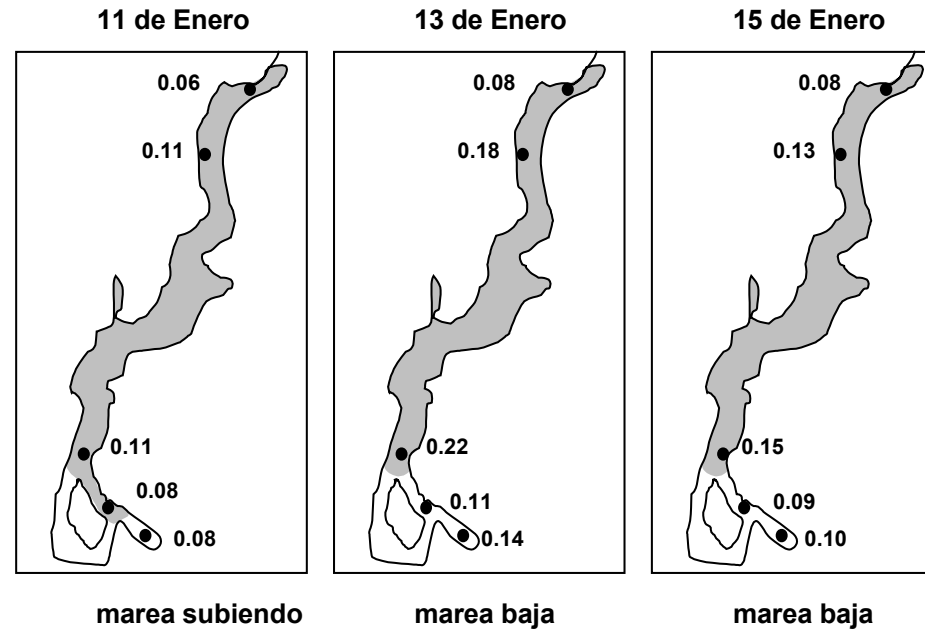 11 de Enero
13 de Enero
15 de Enero
0.06
0.11
0.11
0.08
0.08
0.08
0.18
0.22
0.11
0.14
0.08
0.13
0.15
0.09
0.10
marea subiendo
marea baja
marea baja